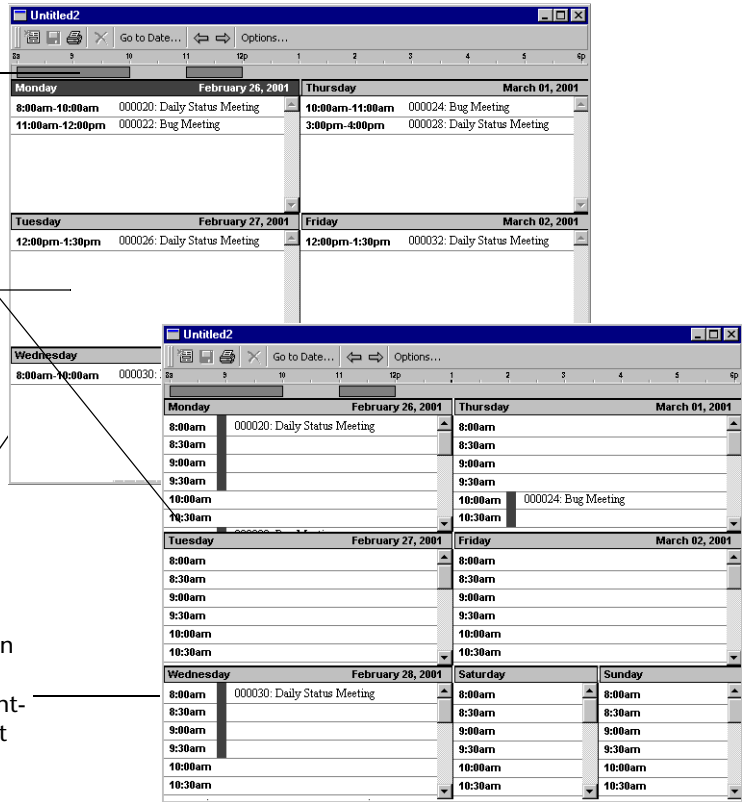 Untitled2
Go to Date... Options...
8a 9 10 11 12p 1 2 3 4 5 6p
Monday February 26, 2001
8:00am-10:00am 000020: Daily Status Meeting
11:00am-12:00pm 000022: Bug Meeting
Thursday March 01, 2001
10:00am-11:00am 000024: Bug Meeting
3:00pm-4:00pm 000028: Daily Status Meeting
Tuesday February 27, 2001
12:00pm-1:30pm 000026: Daily Status Meeting
Friday March 02, 2001
12:00pm-1:30pm 000032: Daily Status Meeting
Wednesday
8:00am-10:00am 000030:
Untitled2
Go to Date... Options...
8a 9 10 11 12p 1 2 3 4 5 6p
Monday February 26, 2001
8:00am 000020: Daily Status Meeting
8:30am
9:00am
9:30am
10:00am
10:30am
Thursday March 01, 2001
8:00am
8:30am
9:00am
9:30am
10:00am 000024: Bug Meeting
10:30am
Tuesday February 27, 2001
8:00am
8:30am
9:00am
9:30am
10:00am
10:30am
Friday March 02, 2001
8:00am
8:30am
9:00am
9:30am
10:00am
10:30am
Wednesday February 28, 2001
8:00am 000030: Daily Status Meeting
8:30am
9:00am
9:30am
10:00am
10:30am
Saturday
8:00am
8:30am
9:00am
9:30am
10:00am
10:30am
Sunday
8:00am
8:30am
9:00am
9:30am
10:00am
10:30am
n
nt-
t